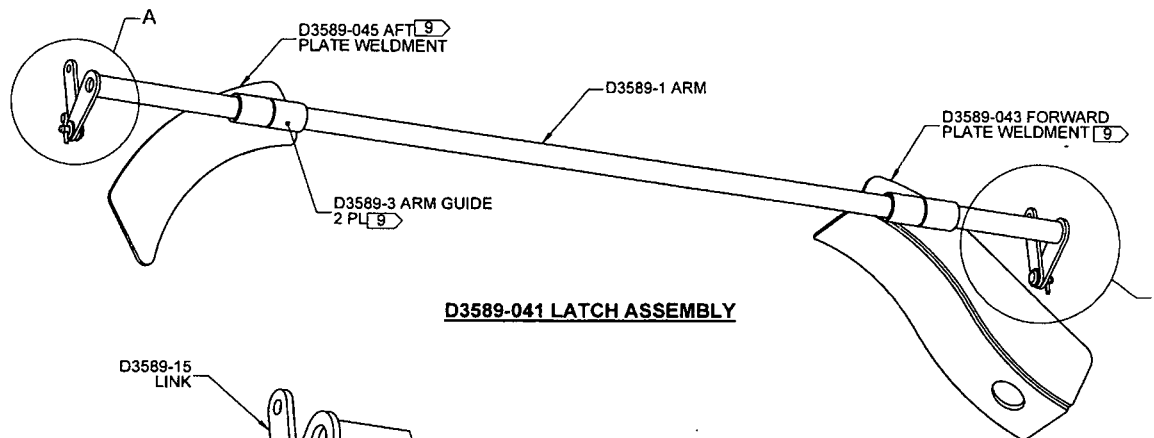 A
D3589-045 AFT 9
PLATE WELDMENT
D3589-1 ARM
D3589-043 FORWARD
PLATE WELDMENT 9
D3589-3 ARM GUIDE
2 PL 9
D3589-041 LATCH ASSEMBLY
D3589-15
LINK